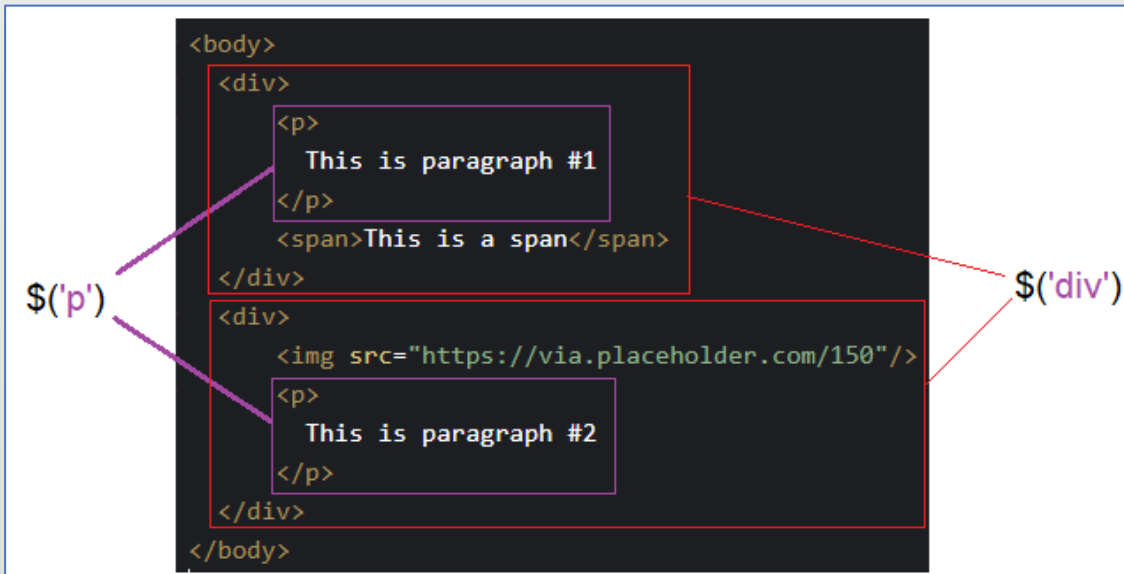 <body>
<div>
<p>
This is paragraph #1
</p>
<span>This is a span</span>
</div>
$('p')
$('div')
<div>
<img src="https://via.placeholder.com/150"/>
<p>
This is paragraph #2
</p>
</div>
</body>